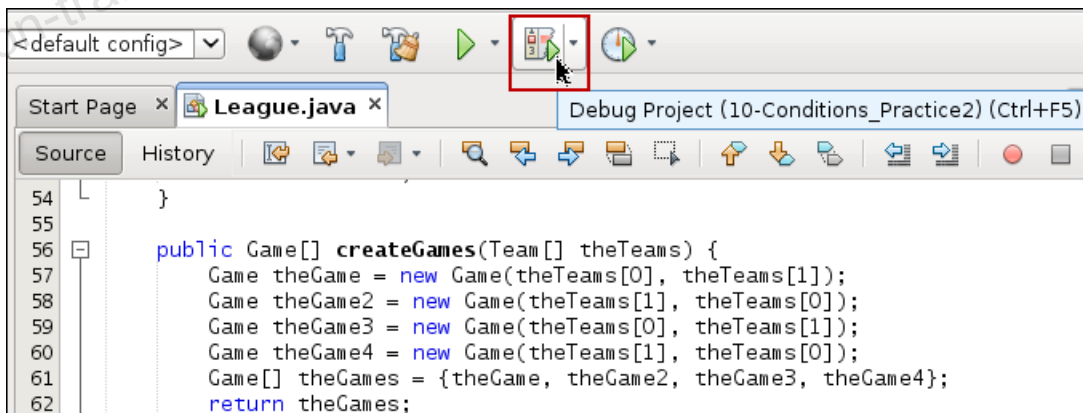 <default config>
Start Page × League.java ×
Debug Project (10-Conditions_Practice2) (Ctrl+F5)
Source History
54 }
55
56 public Game[] createGames(Team[] theTeams) {
57 Game theGame = new Game(theTeams[0], theTeams[1]);
58 Game theGame2 = new Game(theTeams[1], theTeams[0]);
59 Game theGame3 = new Game(theTeams[0], theTeams[1]);
60 Game theGame4 = new Game(theTeams[1], theTeams[0]);
61 Game[] theGames = {theGame, theGame2, theGame3, theGame4};
62 return theGames;